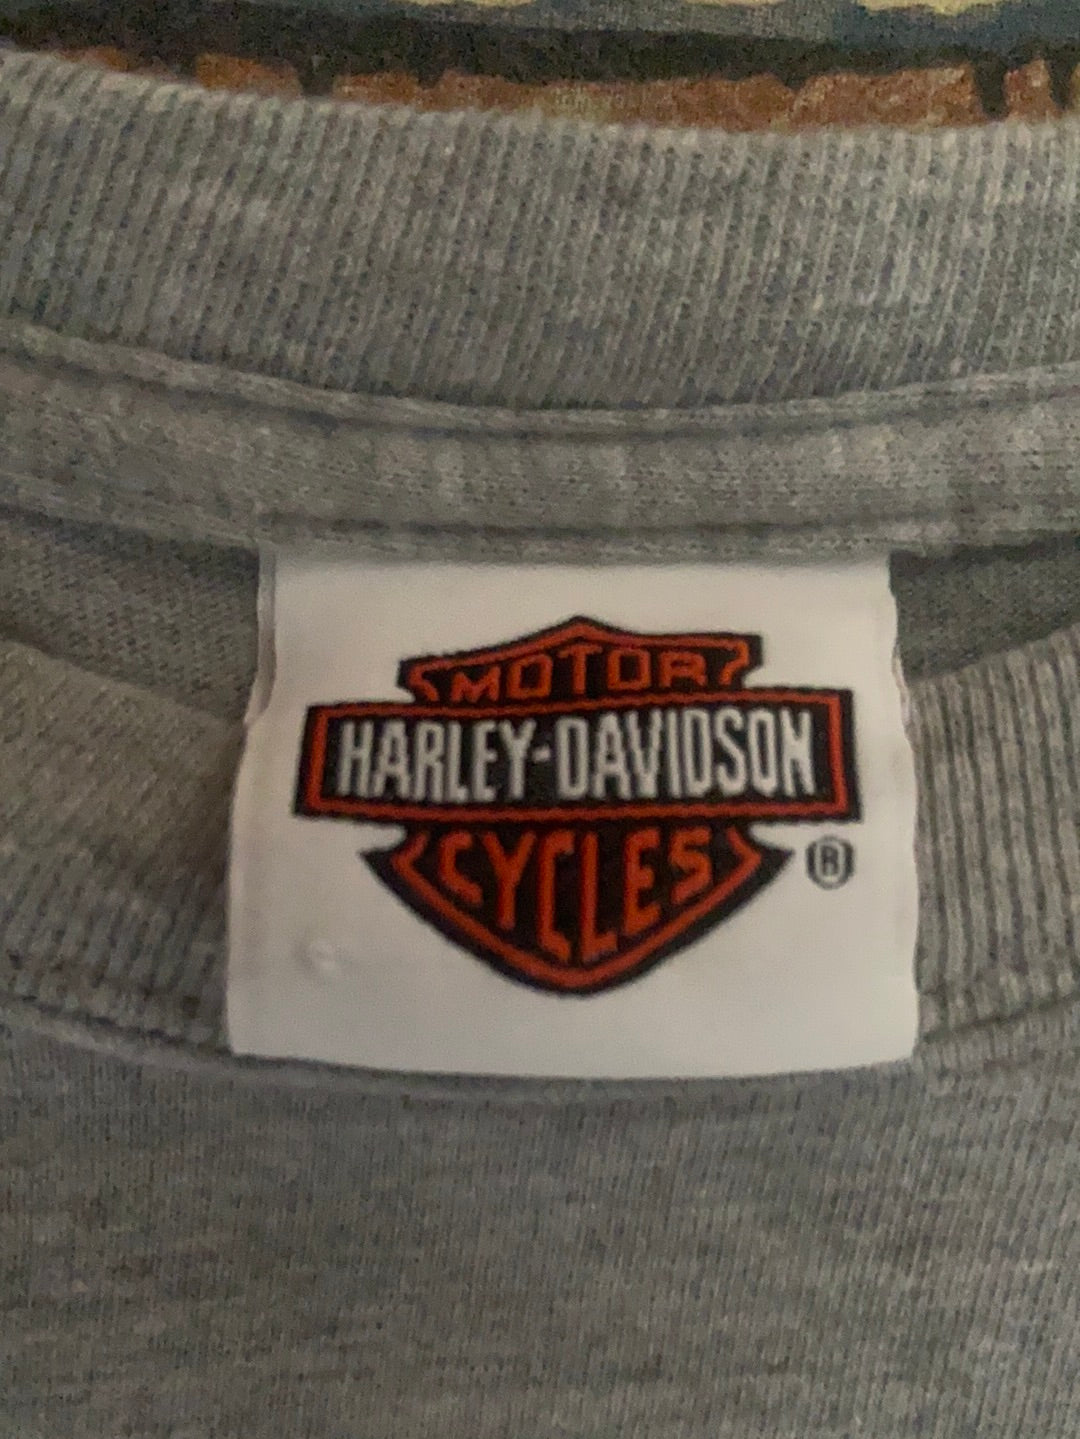 MOTOR
HARLEY-DAVIDSON
CYCLES
®